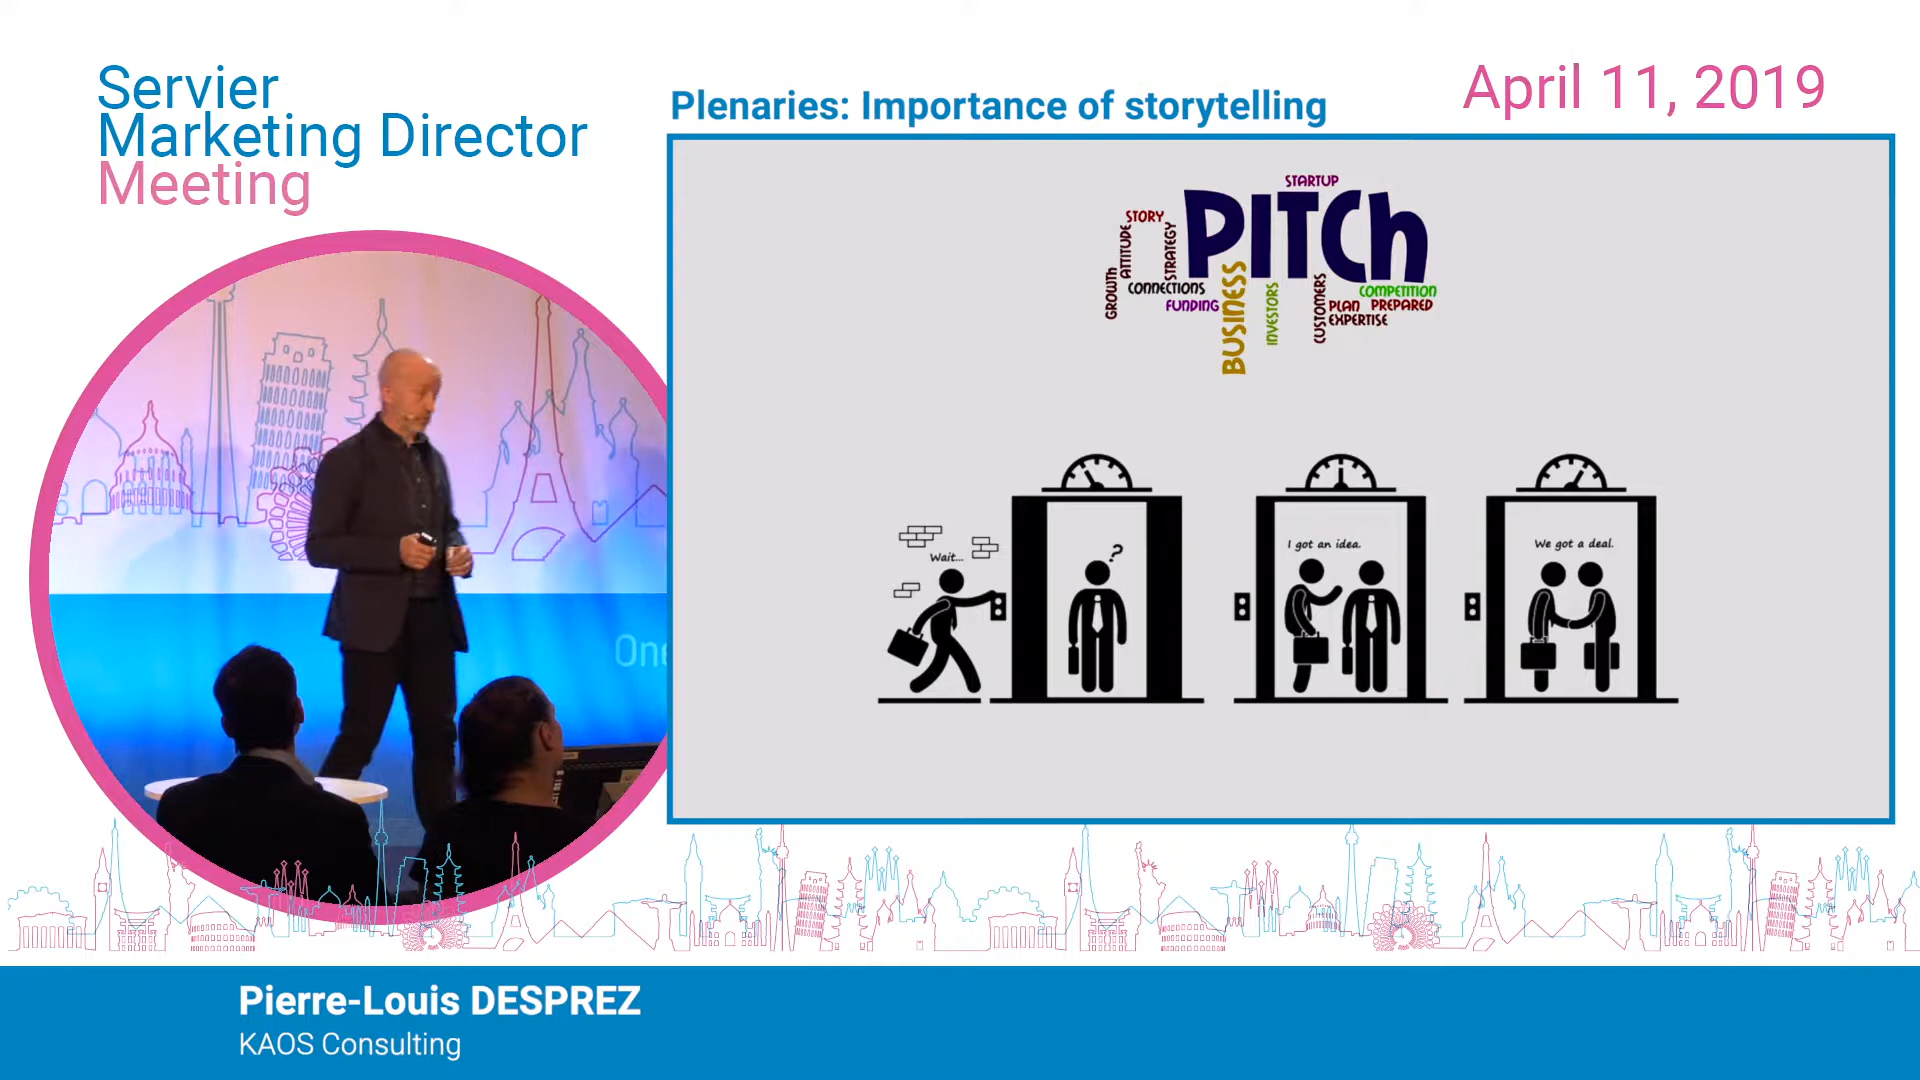 Servier
Marketing Director
Meeting
Plenaries: Importance of storytelling
April 11, 2019
STARTUP
PITCh
STORY
ATTITUDE
STRATEGY
GROWTH
CONNECTIONS
FUNDING
BUSINESS
INVESTORS
CUSTOMERS
COMPETITION
PLAN PREPARED
EXPERTISE
Wait...
?
I got an idea.
We got a deal.
One
Pierre-Louis DESPREZ
KAOS Consulting